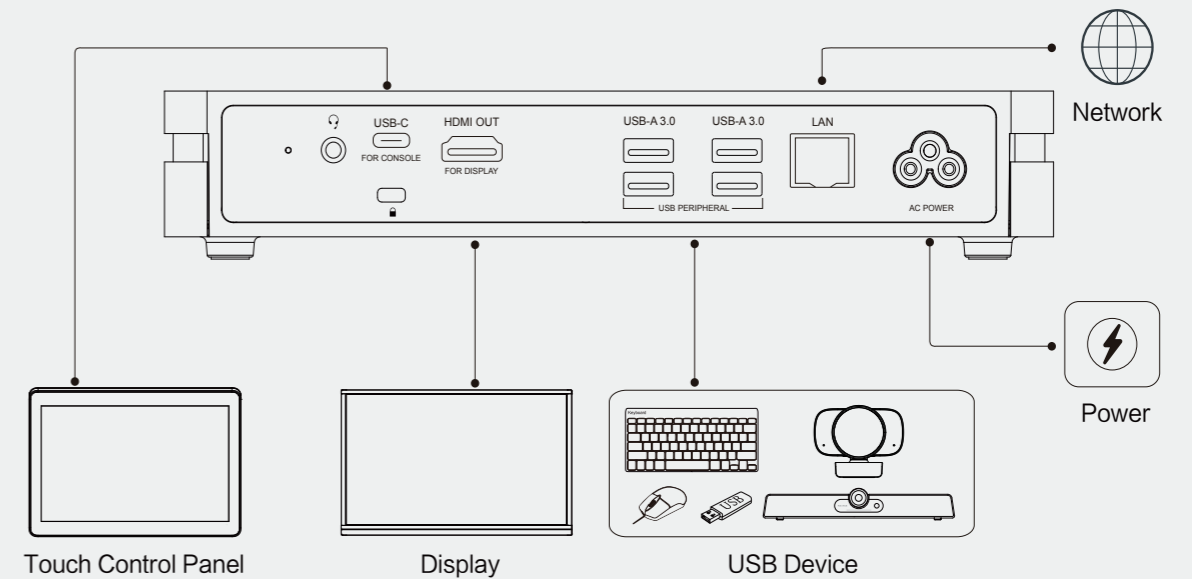 Network
USB-C
HDMI OUT
USB-A 3.0
USB-A 3.0
LAN
FOR CONSOLE
FOR DISPLAY
USB PERIPHERAL
AC POWER
Power
Keyboard
USB
Touch Control Panel
Display
USB Device